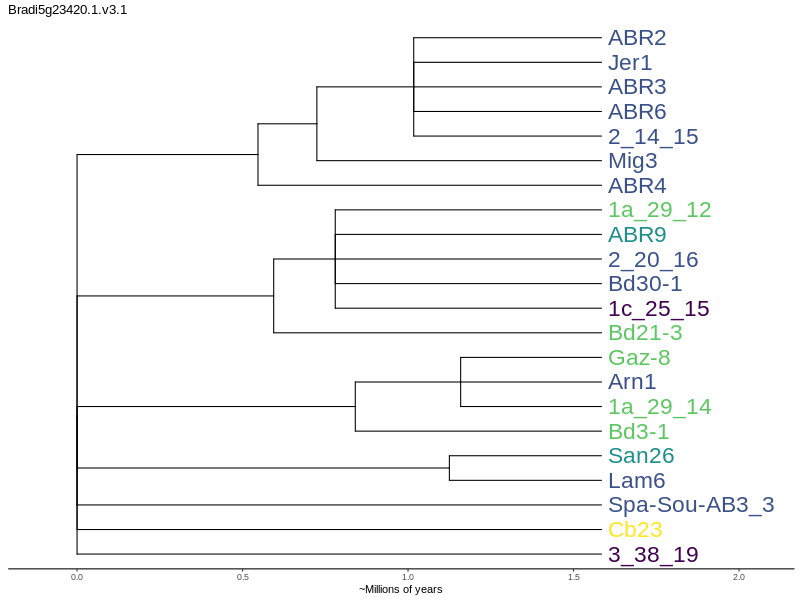 Bradi5g23420.1.v3.1
ABR2
Jer1
ABR3
ABR6
2_14_15
Mig3
ABR4
1a_29_12
ABR9
2_20_16
Bd30-1
1c_25_15
Bd21-3
Gaz-8
Arn1
1a_29_14
Bd3-1
San26
Lam6
Spa-Sou-AB3_3
Cb23
3_38_19
0.0 0.5 1.0 1.5 2.0
~Millions of years